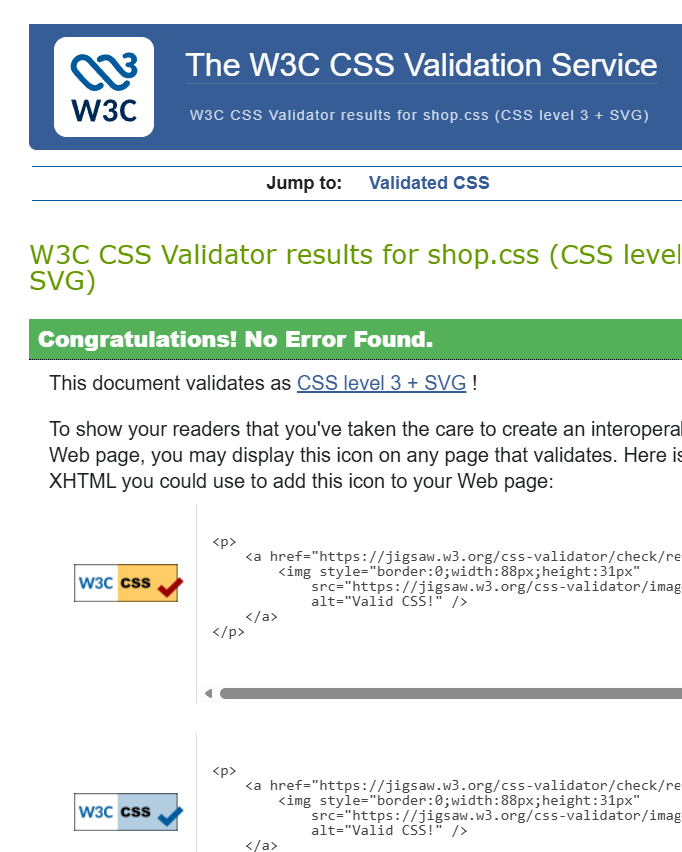 W3C
The W3C CSS Validation Service
W3C CSS Validator results for shop.css (CSS level 3 + SVG)
Jump to: Validated CSS
W3C CSS Validator results for shop.css (CSS level
SVG)
Congratulations! No Error Found.
This document validates as CSS level 3 + SVG !
To show your readers that you've taken the care to create an
Web page, you may display this icon on any page that validates. Here
XHTML you could use to add this icon to your Web page:
<p>
<a href="https://jigsaw.w3.org/css-validator/check/re
<img style="border:0;width:88px;height:31px"
src="https://jigsaw.w3.org/css-validator/imag
alt="Valid CSS!" />
</a>
</p>
W3C css
<p>
<a href="https://jigsaw.w3.org/css-validator/check/re
<img style="border:0;width:88px;height:31px"
src="https://jigsaw.w3.org/css-validator/imag
alt="Valid CSS!" />
</a>
W3C css